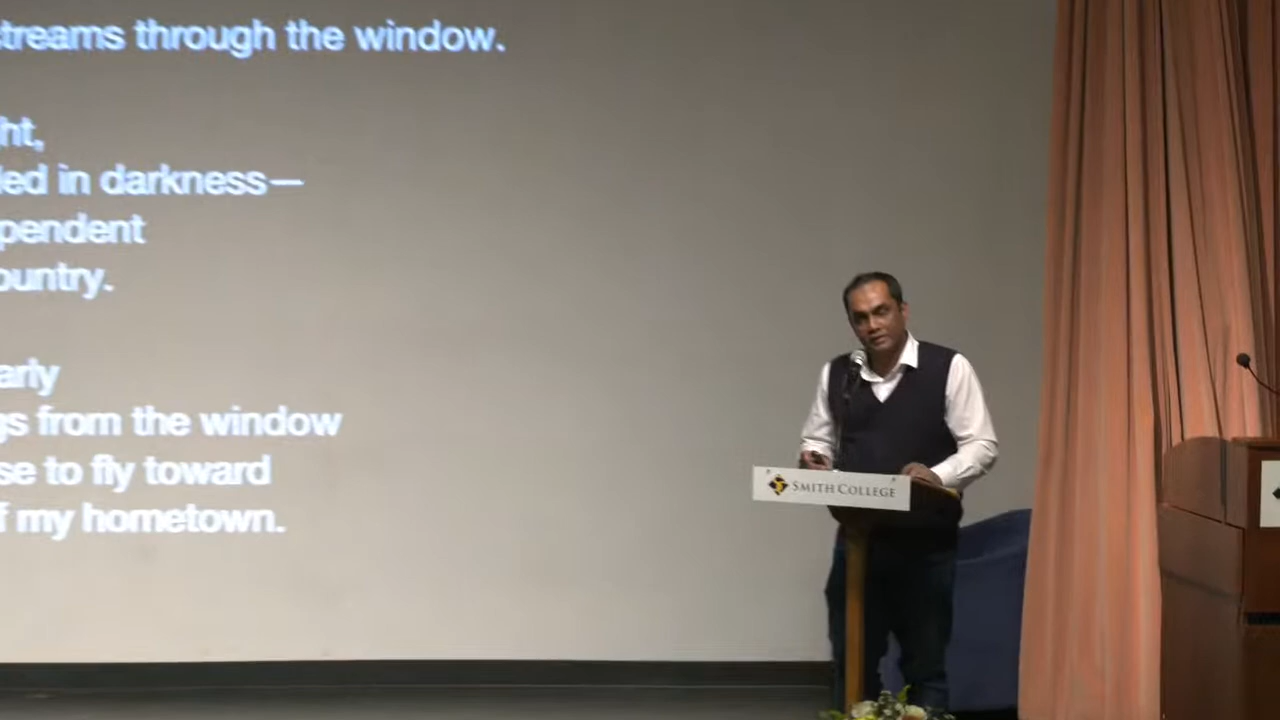 streams through the window.
ht,
led in darkness—
pendent
ountry.
arly
gs from the window
se to fly toward
f my hometown.
SMITH COLLEGE